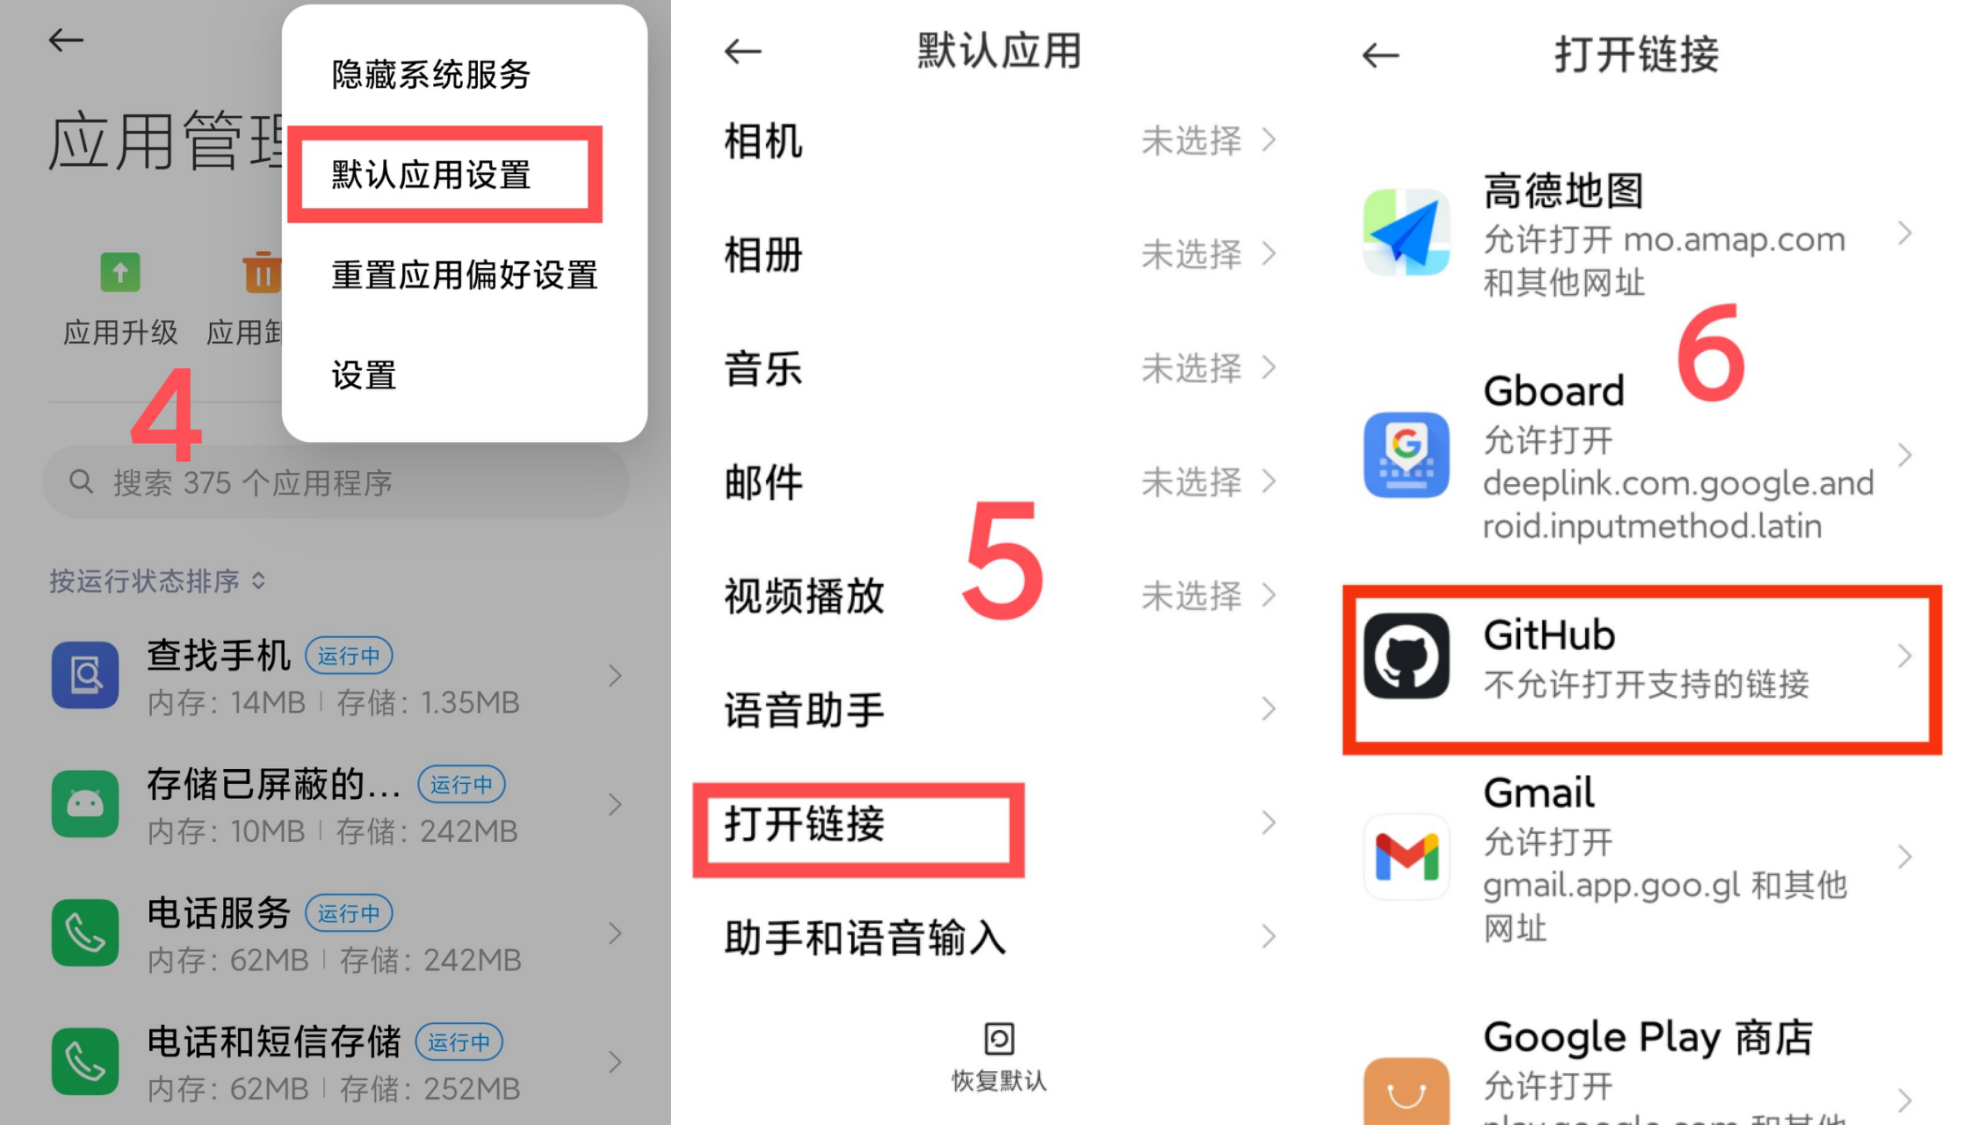 隐藏系统服务
应用管理
默认应用设置
重置应用偏好设置
应用升级
应用卸
设置
4
搜索 375 个应用程序
按运行状态排序
查找手机 运行中
内存: 14MB | 存储: 1.35MB
存储已屏蔽的... 运行中
内存: 10MB | 存储: 242MB
电话服务 运行中
内存: 62MB | 存储: 242MB
电话和短信存储 运行中
内存: 62MB | 存储: 252MB
默认应用
相机 未选择
相册 未选择
音乐 未选择
邮件 未选择
5
视频播放 未选择
语音助手
打开链接
助手和语音输入
恢复默认
打开链接
高德地图
允许打开 mo.amap.com
和其他网址
6
Gboard
允许打开
deeplink.com.google.and
roid.inputmethod.latin
GitHub
不允许打开支持的链接
Gmail
允许打开
gmail.app.goo.gl 和其他
网址
Google Play 商店
允许打开
play.google.com 和其他